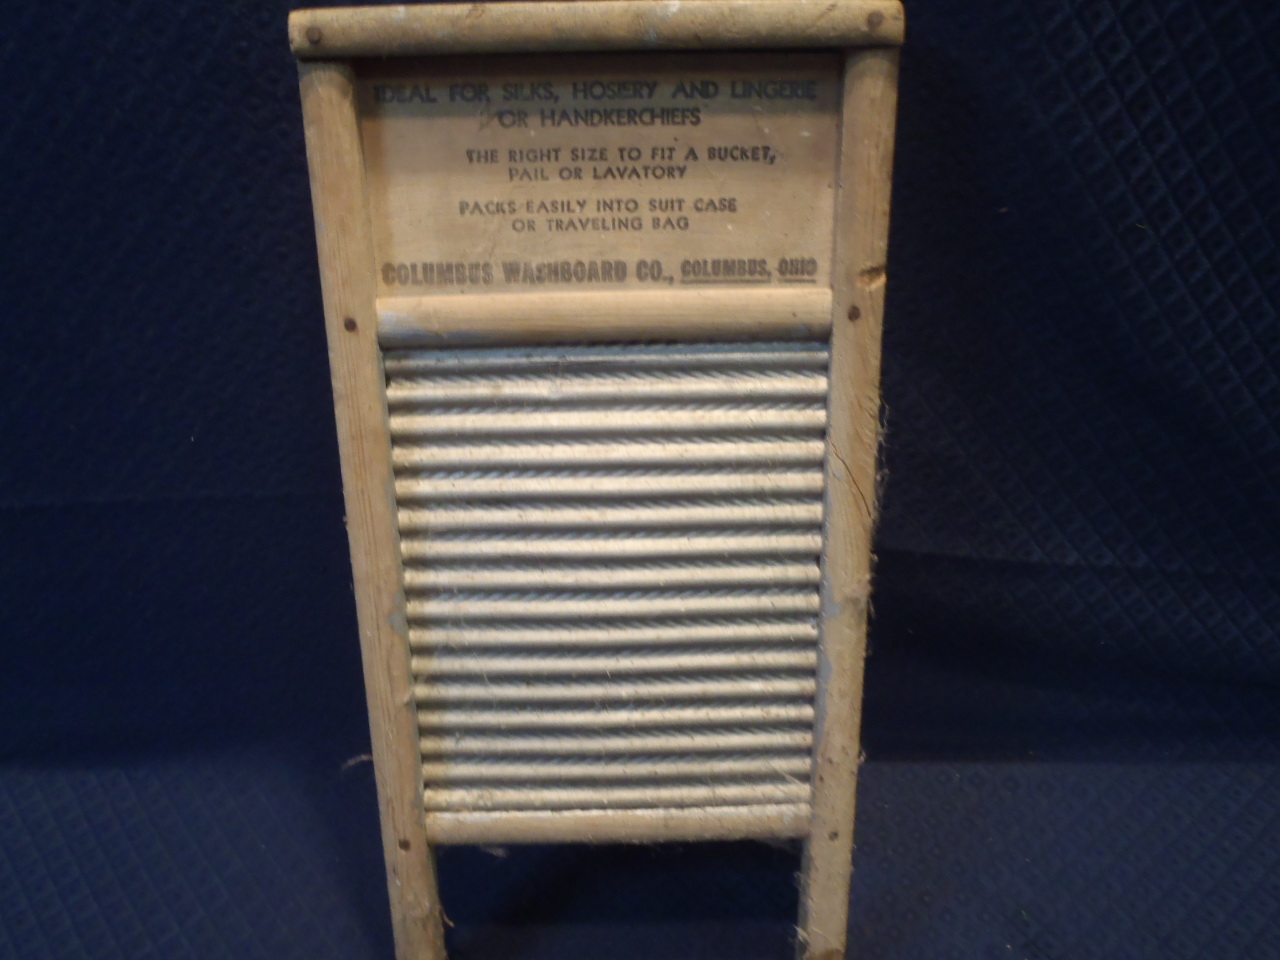 IDEAL FOR SILKS, HOSIERY AND LINGERIE
OR HANDKERCHIEFS
THE RIGHT SIZE TO FIT A BUCKET,
PAIL OR LAVATORY
PACKS EASILY INTO SUIT CASE
OR TRAVELING BAG
COLUMBUS WASHBOARD CO., COLUMBUS, OHIO